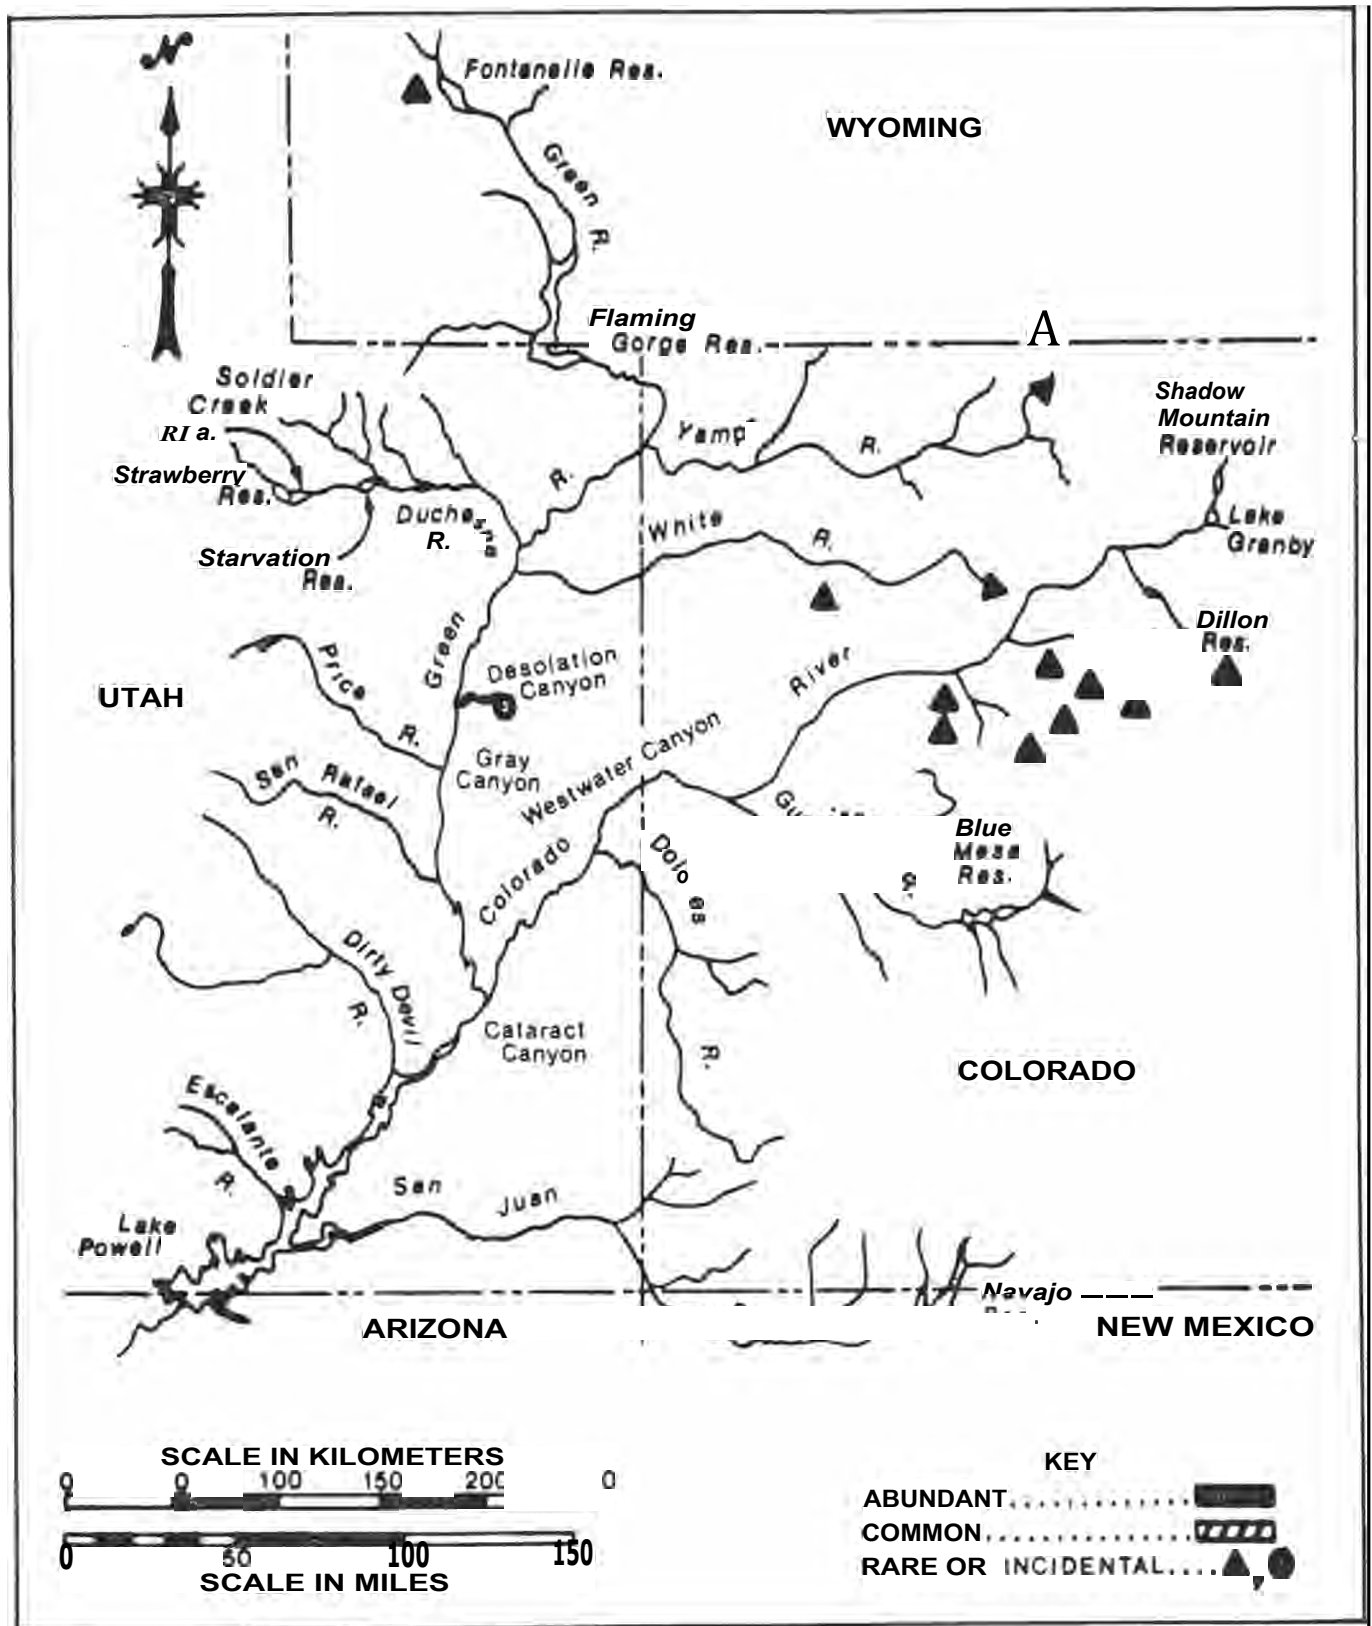 N
Fontanelle Res.
WYOMING
Green
R.
A
Flaming
Gorge Res.
Soldier
Creek
RI a.
Strawberry
Res.
Starvation
Res.
Duchesne
R.
R.
Yamp
R.
Shadow
Mountain
Reservoir
Lake
Granby
White
R.
Dillon
Res.
UTAH
Price
R.
Green
Desolation
Canyon
Gray
Canyon
San Rafael
R.
Westwater Canyon
Colorado
River
Blue
Mesa
Res.
Dolo es
R.
Dirty Devil
R.
Cataract
Canyon
COLORADO
Escalante
R.
San Juan
Lake
Powell
Navajo
ARIZONA
NEW MEXICO
SCALE IN KILOMETERS
0 0 100 150 200 0
0 50 100 150
SCALE IN MILES
KEY
ABUNDANT
COMMON
RARE OR INCIDENTAL....▲,●